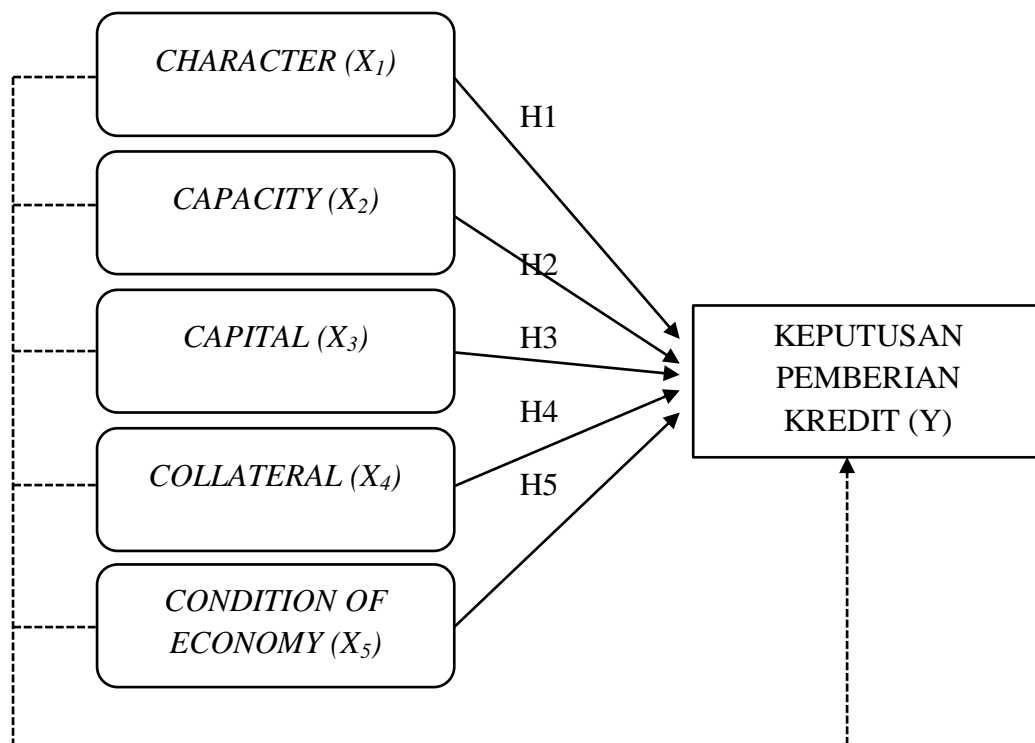 CHARACTER (X₁)
H1
CAPACITY (X₂)
H2
CAPITAL (X₃)
H3
KEPUTUSAN
PEMBERIAN
KREDIT (Y)
H4
COLLATERAL (X₄)
H5
CONDITION OF
ECONOMY (X₅)